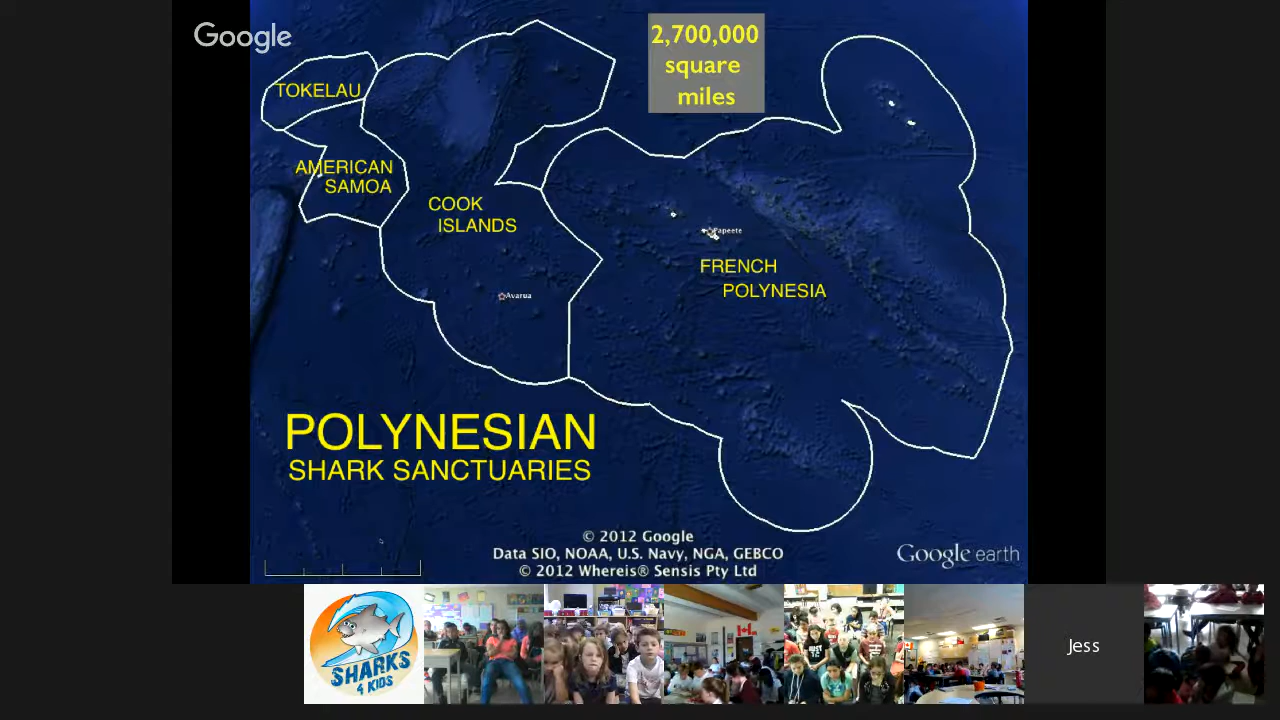 Google
2,700,000
square
miles
TOKELAU
AMERICAN
SAMOA
COOK
ISLANDS
Papeete
FRENCH
POLYNESIA
Avarua
POLYNESIAN
SHARK SANCTUARIES
© 2012 Google
Data SIO, NOAA, U.S. Navy, NGA, GEBCO
© 2012 Whereis® Sensis Pty Ltd
Google earth
SHARKS
4 KIDS
Jess